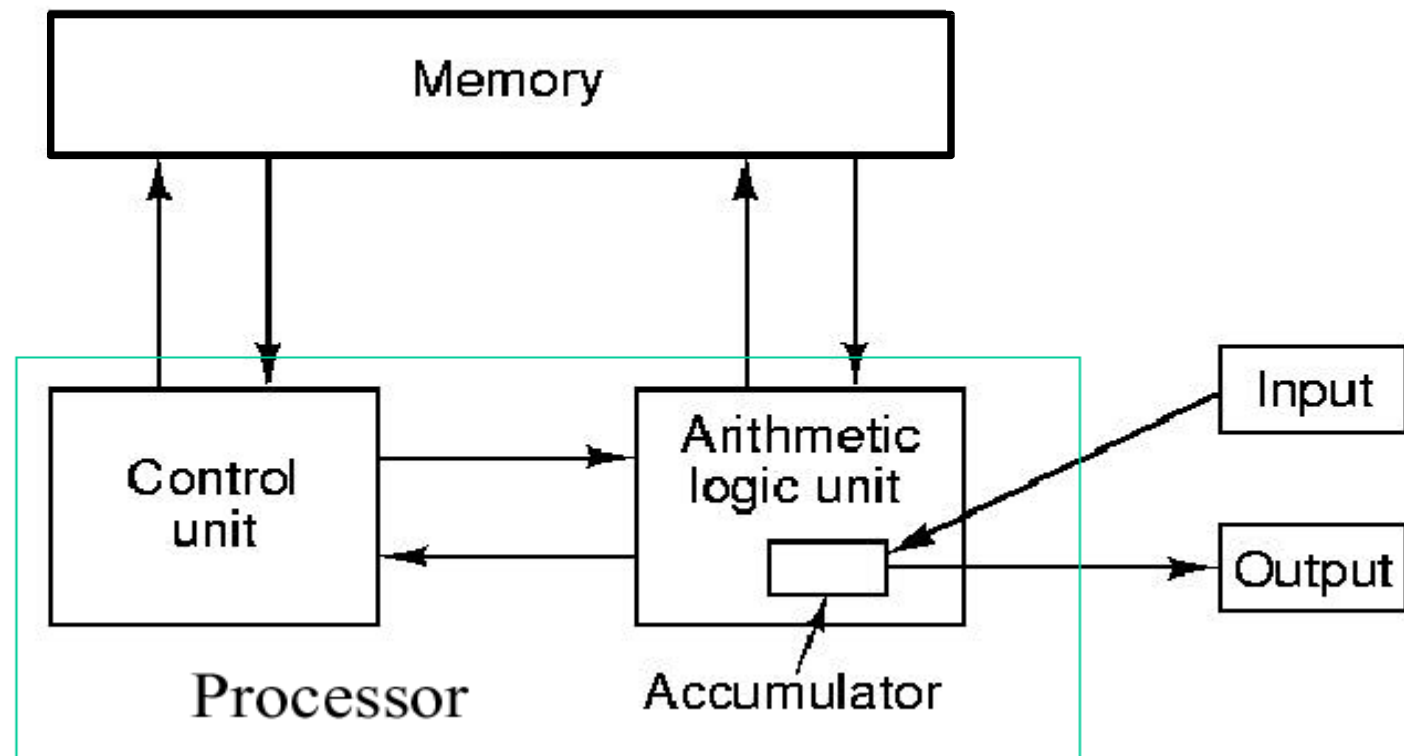 Memory
Control
unit
Arithmetic
logic unit
Input
Output
Accumulator
Processor